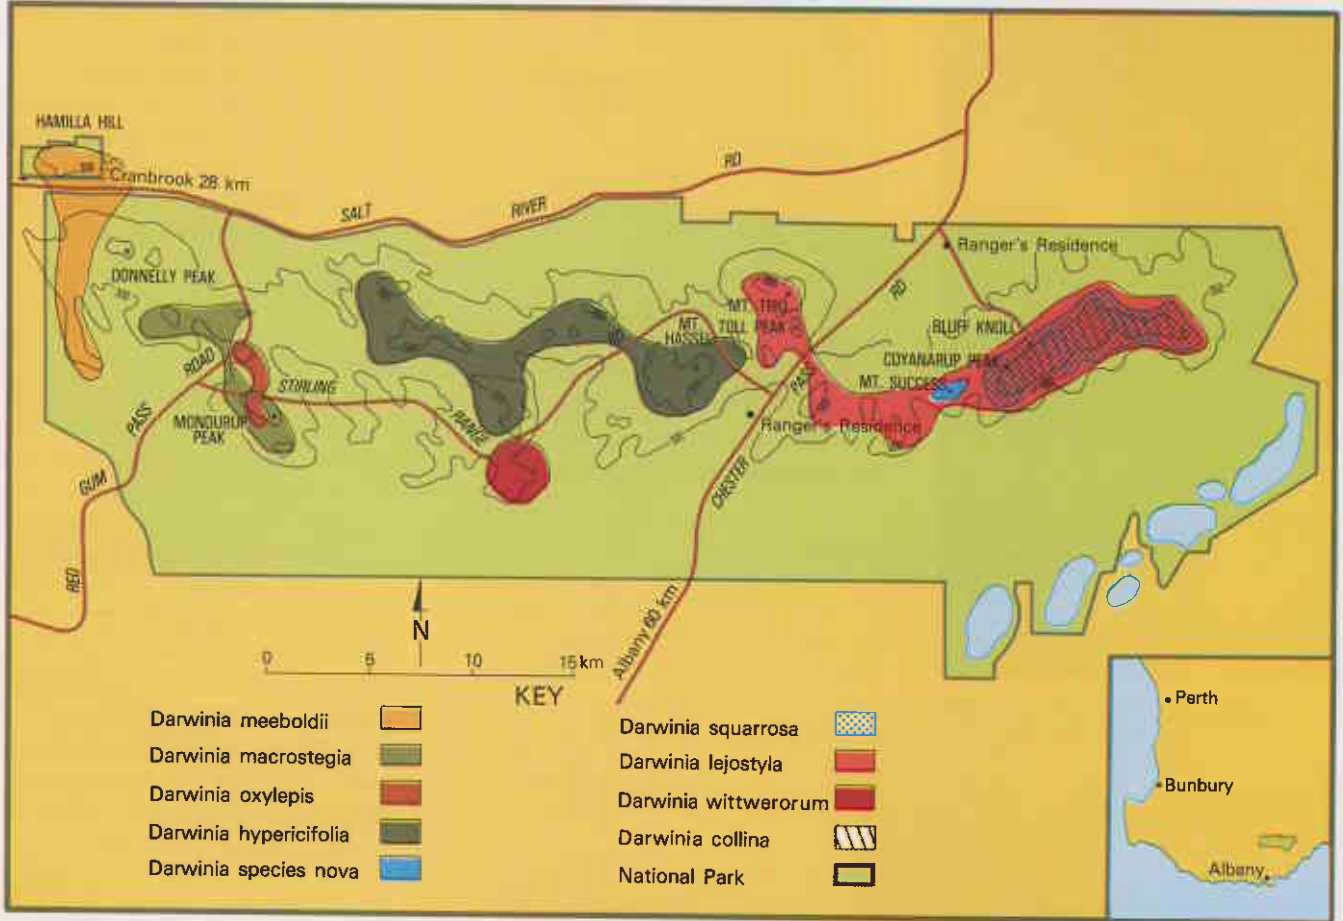 HAMILLA HILL
Cranbrook 28 km
SALT
RIVER
RD
DONNELLY PEAK
Ranger's Residence
RD
MT. TRIO
TOLL PEAK
MT.
HASSELL
RD
BLUFF KNOLL
COYANARUP PEAK
MT. SUCCESS
PASS
ROAD
STIRLING
RANGE
MONDURUP
PEAK
PASS
GUM
RED
Ranger's Residence
CHESTER
Albany 60 km
N
0 5 10 15 km
KEY
Darwinia meeboldii
Darwinia macrostegia
Darwinia oxylepis
Darwinia hypericifolia
Darwinia species nova
Darwinia squarrosa
Darwinia lejostyla
Darwinia wittwerorum
Darwinia collina
National Park
Perth
Bunbury
Albany